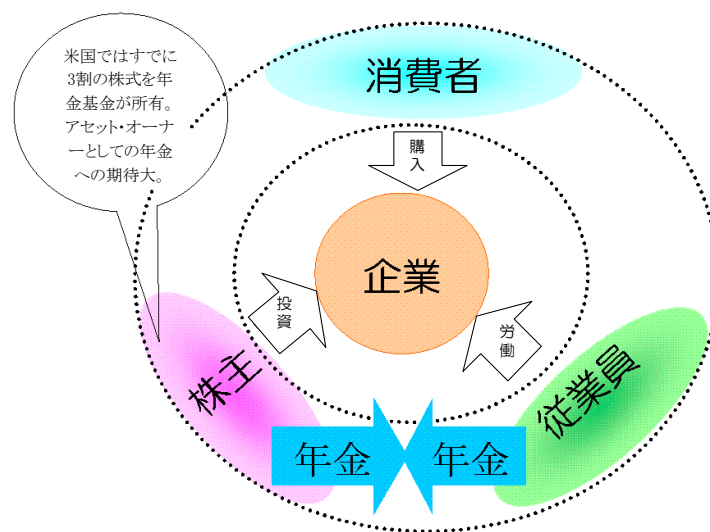 米国ではすでに
3割の株式を年
金基金が所有。
アセット・オーナ
ーとしての年金
への期待大。
消費者
購入
企業
投資
労働
株主
従業員
年金
年金